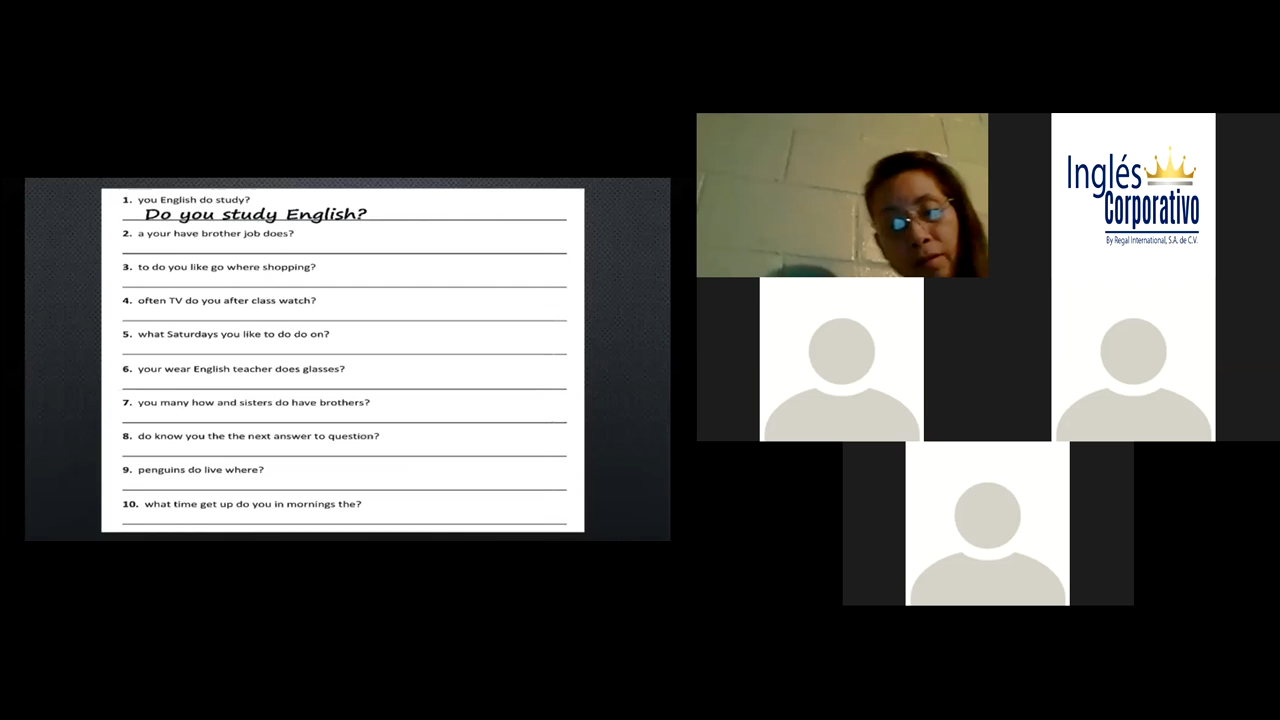 1. you English do study?
Do you study English?
2. a your have brother job does?
3. to do you like go where shopping?
4. often TV do you after class watch?
5. what Saturdays you like to do do on?
6. your wear English teacher does glasses?
7. you many how and sisters do have brothers?
8. do know you the the next answer to question?
9. penguins do live where?
10. what time get up do you in mornings the?
Inglés
Corporativo
By Regal International, S.A. de C.V.